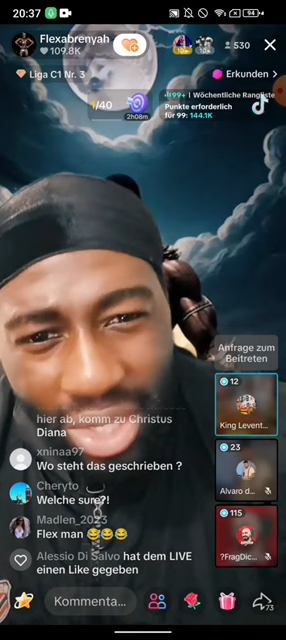 20:37
94
Flexabrenyah
109.8K
530
Liga C1 Nr. 3
Erkunden >
/40
2h08m
99+ | Wöchentliche Rangliste
Punkte erforderlich
für 99: 144.1K
Anfrage zum
Beitreten
12
King Levent...
23
Alvaro d...
115
?FragDic...
hier ab, komm zu Christus
Diana
xninaa97
Wo steht das geschrieben ?
Cheryto
Welche sure?!
Madlen_2023
Flex man 😂😂😂
Alessio Di Salvo hat dem LIVE
einen Like gegeben
Kommenta...
73